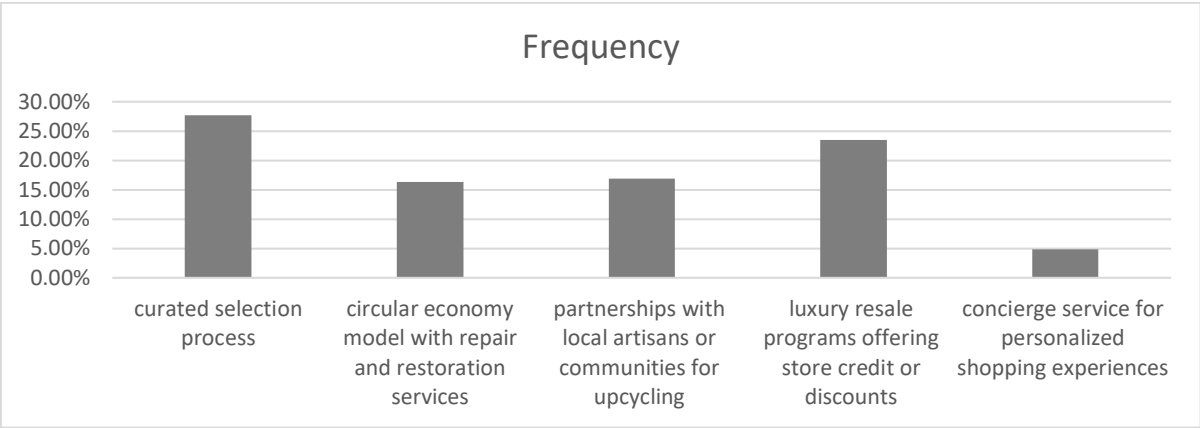 Frequency
30.00%
25.00%
20.00%
15.00%
10.00%
5.00%
0.00%
curated selection
process
circular economy
model with repair
and restoration
services
partnerships with
local artisans or
communities for
upcycling
luxury resale
programs offering
store credit or
discounts
concierge service for
personalized
shopping experiences